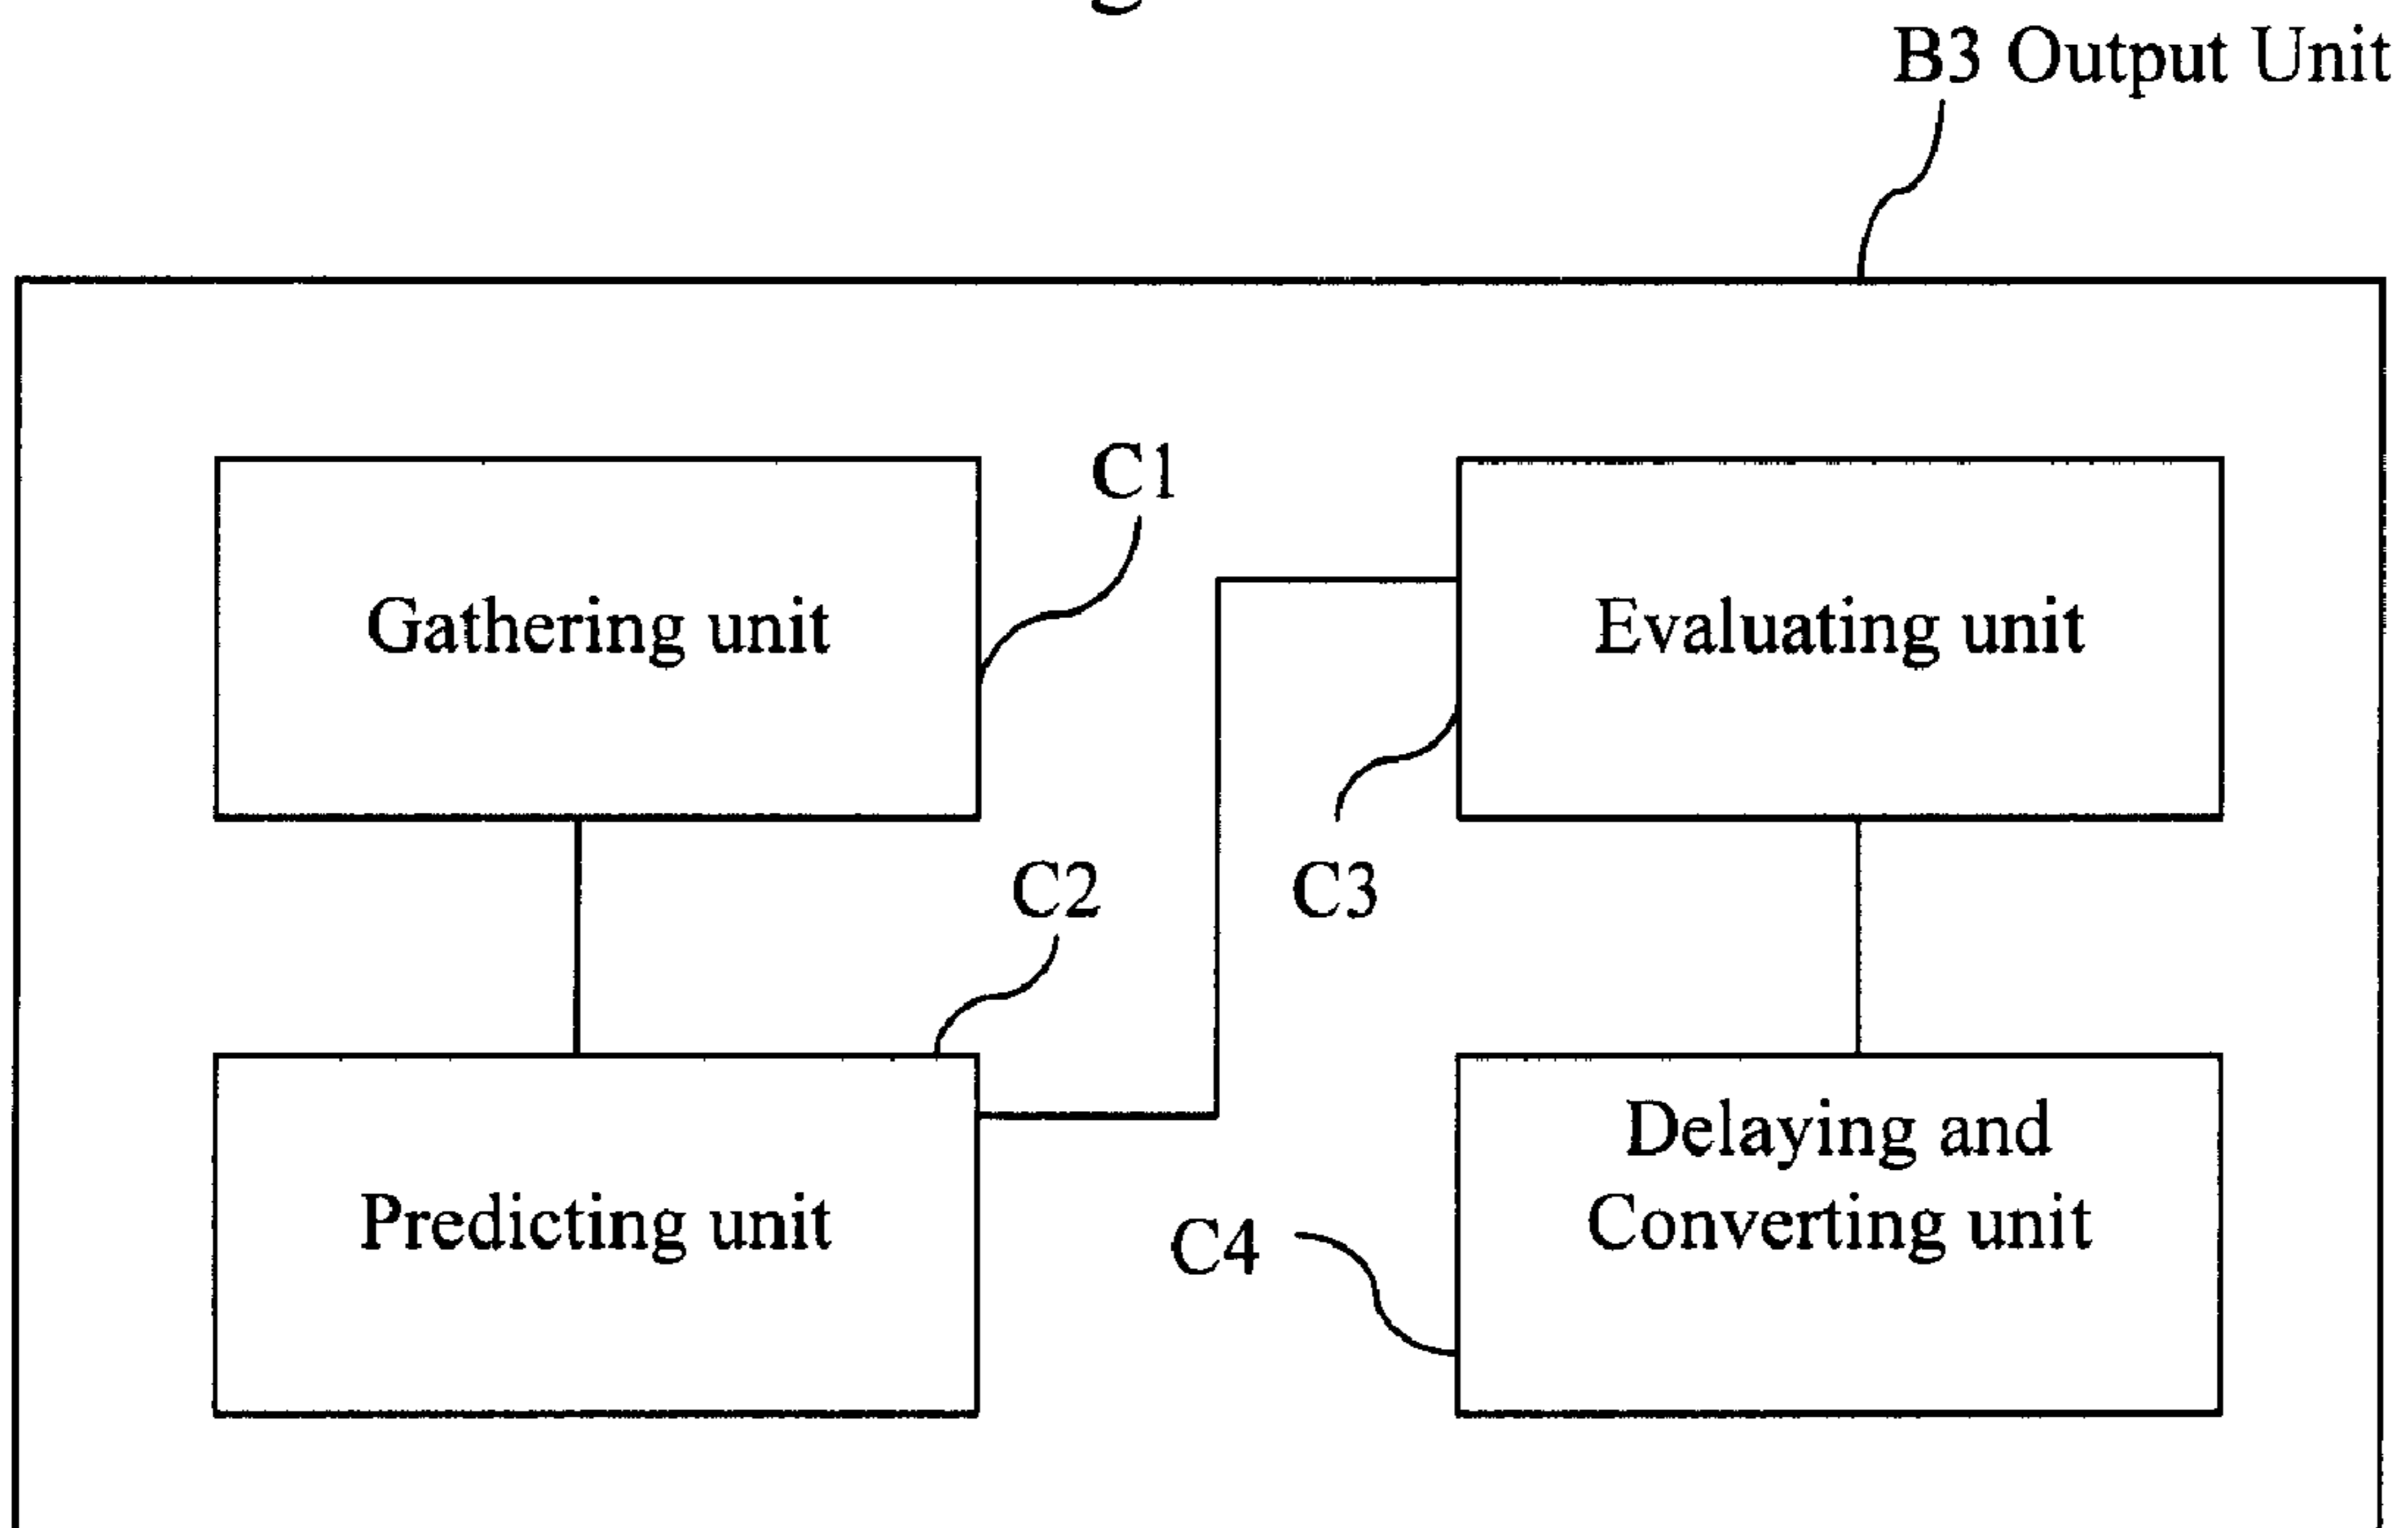 B3 Output Unit
C1
Gathering unit
Evaluating unit
C2
C3
Delaying and
Converting unit
Predicting unit
C4